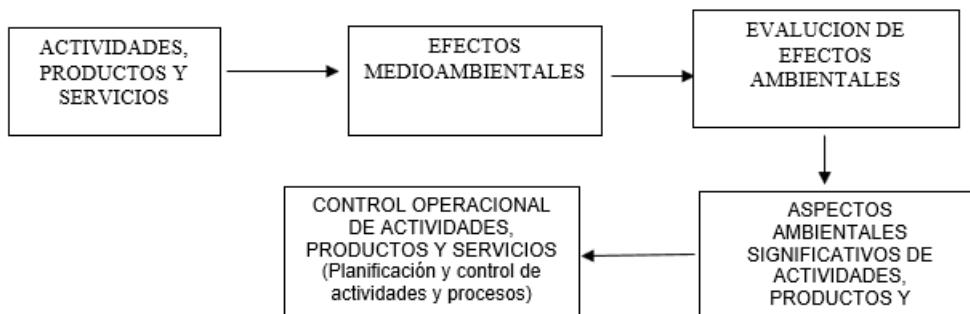 ACTIVIDADES,
PRODUCTOS Y
SERVICIOS
EFECTOS
MEDIOAMBIENTALES
EVALUCION DE
EFECTOS
AMBIENTALES
ASPECTOS
AMBIENTALES
SIGNIFICATIVOS DE
ACTIVIDADES,
PRODUCTOS Y
CONTROL OPERACIONAL
DE ACTIVIDADES,
PRODUCTOS Y SERVICIOS
(Planificación y control de
actividades y procesos)